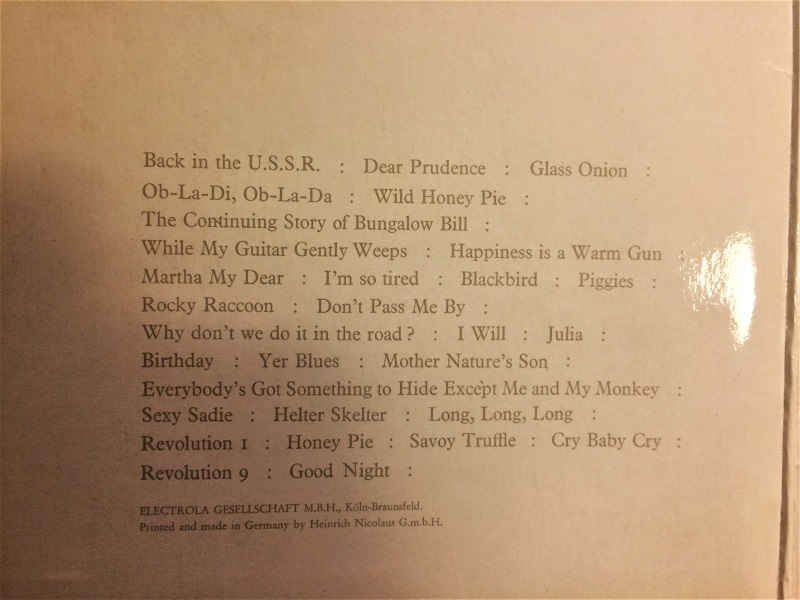 Back in the U.S.S.R. : Dear Prudence : Glass Onion :
Ob-La-Di, Ob-La-Da : Wild Honey Pie :
The Continuing Story of Bungalow Bill :
While My Guitar Gently Weeps : Happiness is a Warm Gun :
Martha My Dear : I'm so tired : Blackbird : Piggies :
Rocky Raccoon : Don't Pass Me By :
Why don't we do it in the road ? : I Will : Julia :
Birthday : Yer Blues : Mother Nature's Son :
Everybody's Got Something to Hide Except Me and My Monkey :
Sexy Sadie : Helter Skelter : Long, Long, Long :
Revolution 1 : Honey Pie : Savoy Truffle : Cry Baby Cry :
Revolution 9 : Good Night :
ELECTROLA GESELLSCHAFT M.B.H., Köln-Braunsfeld.
Printed and made in Germany by Heinrich Nicolaus G.m.b.H.